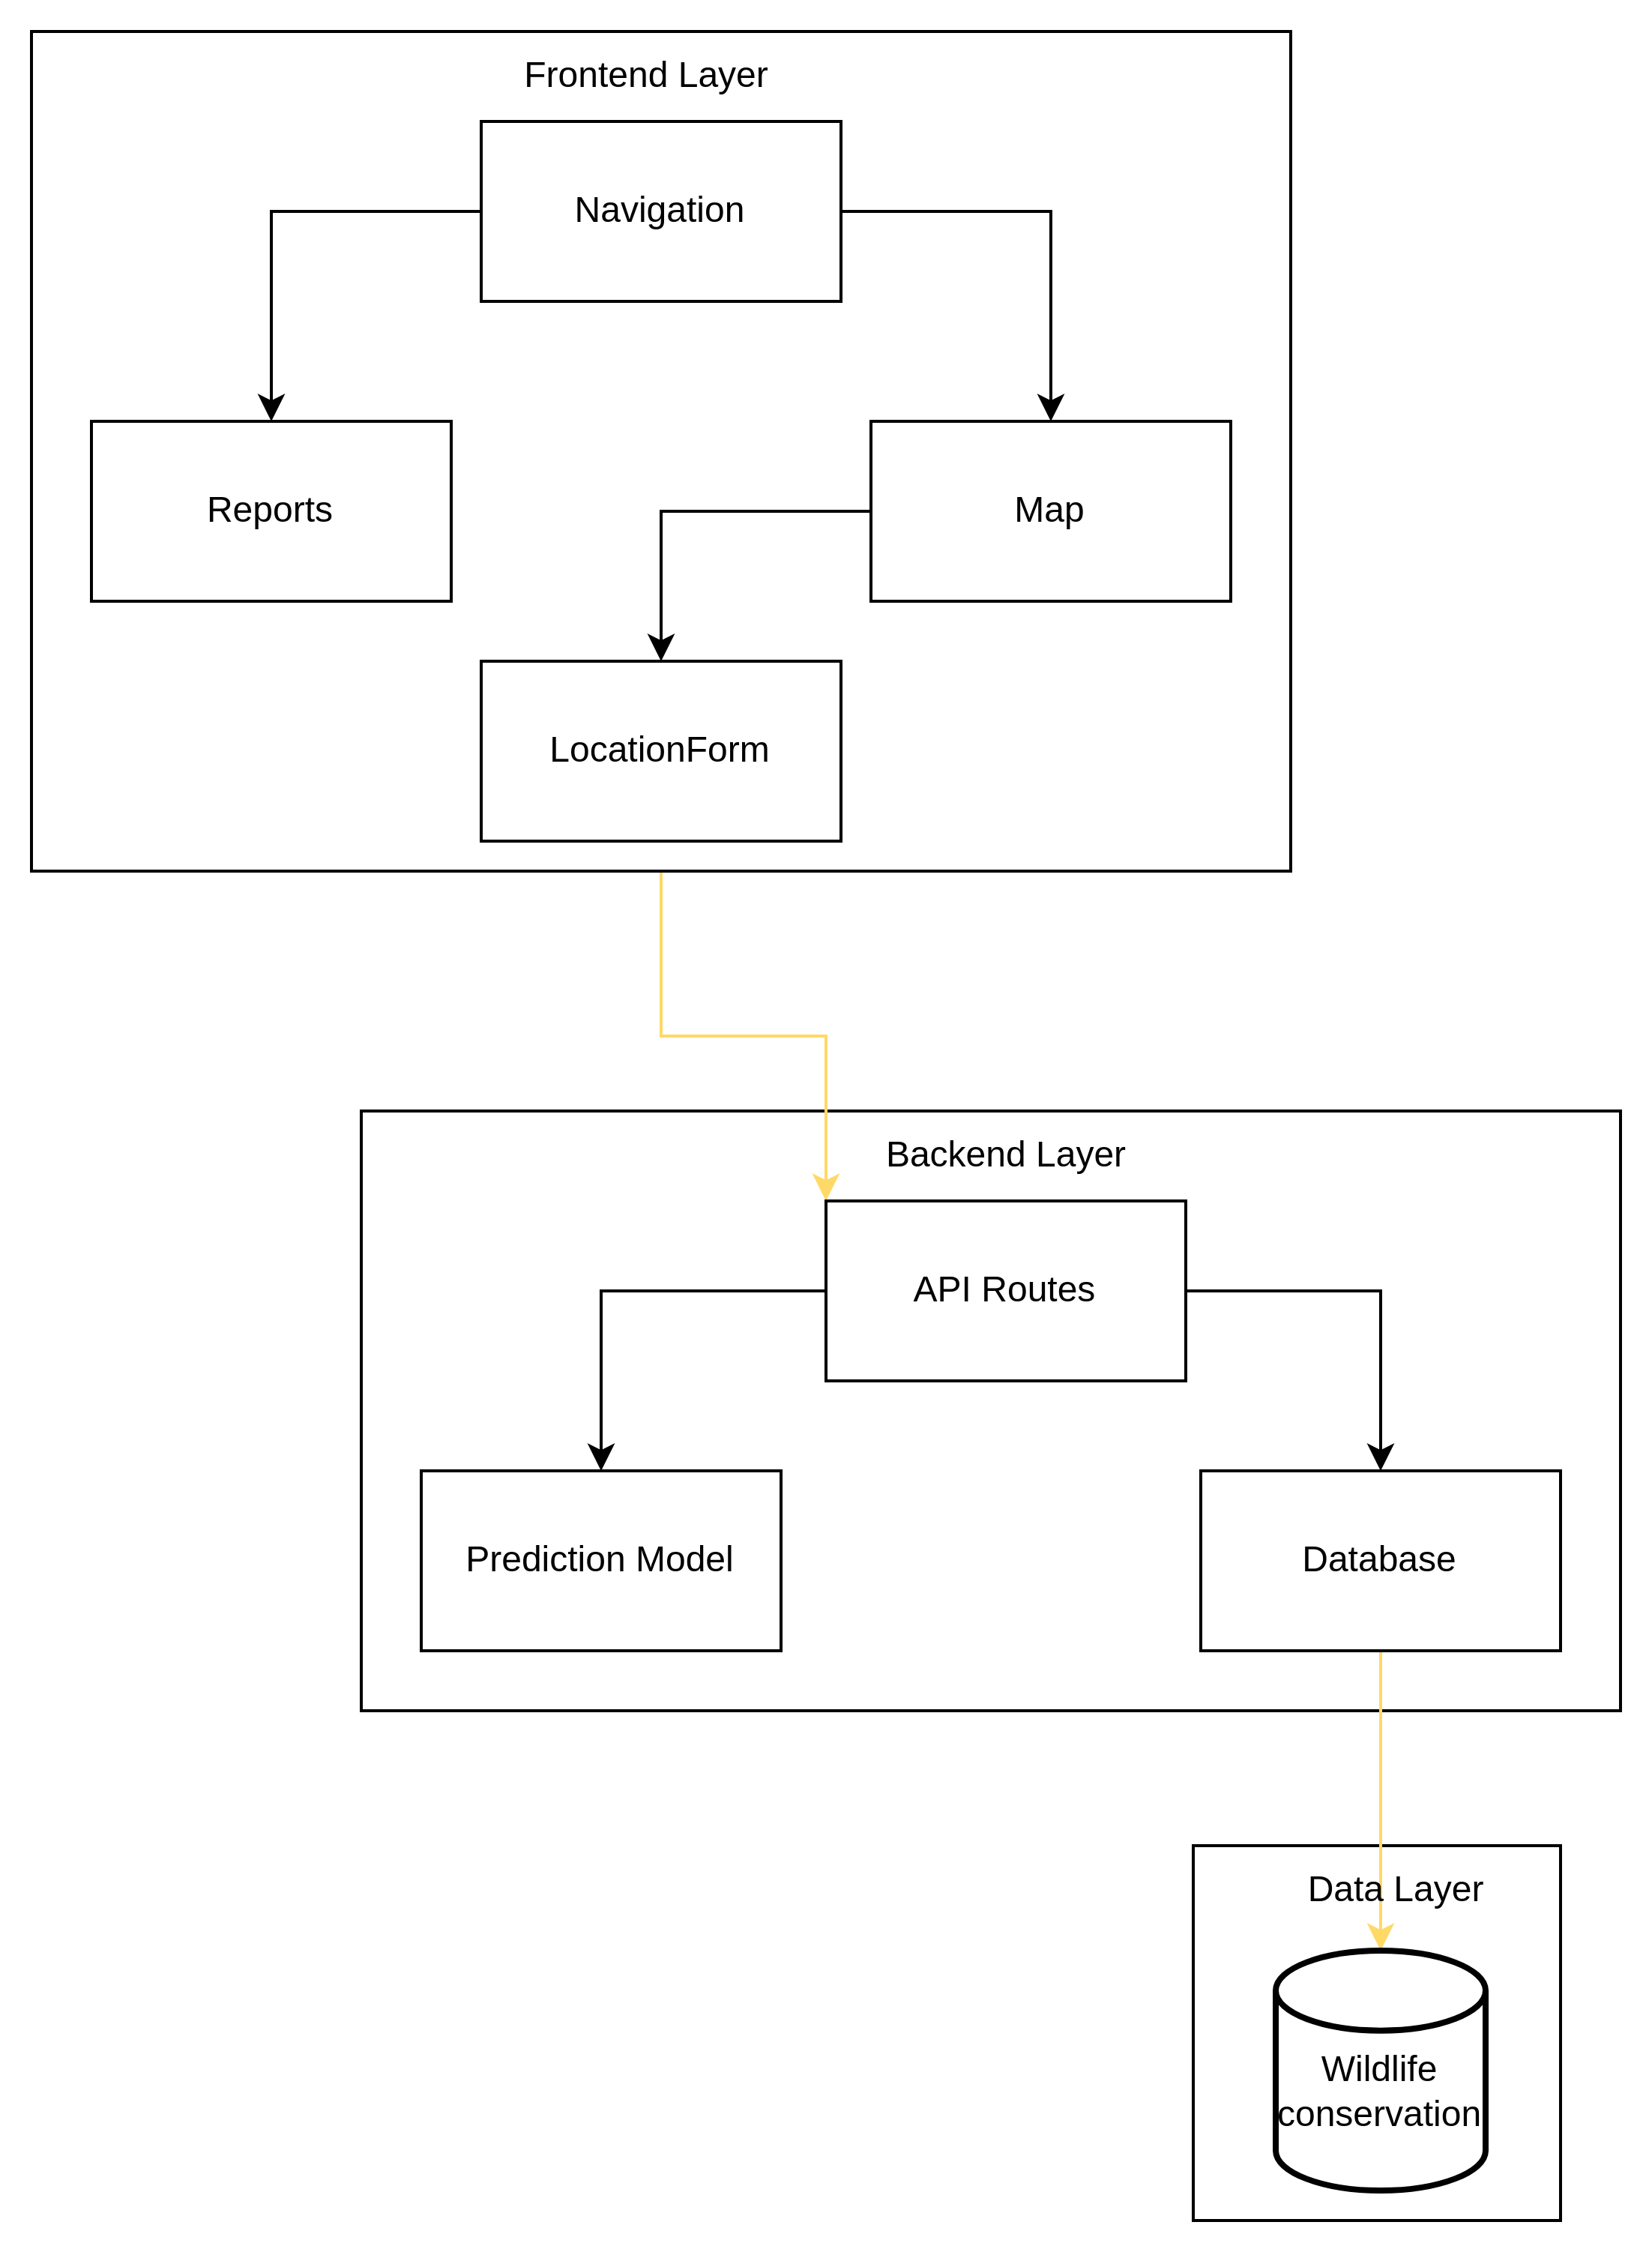 Frontend Layer
Navigation
Reports
Map
LocationForm
Backend Layer
API Routes
Prediction Model
Database
Data Layer
Wildlife
conservation